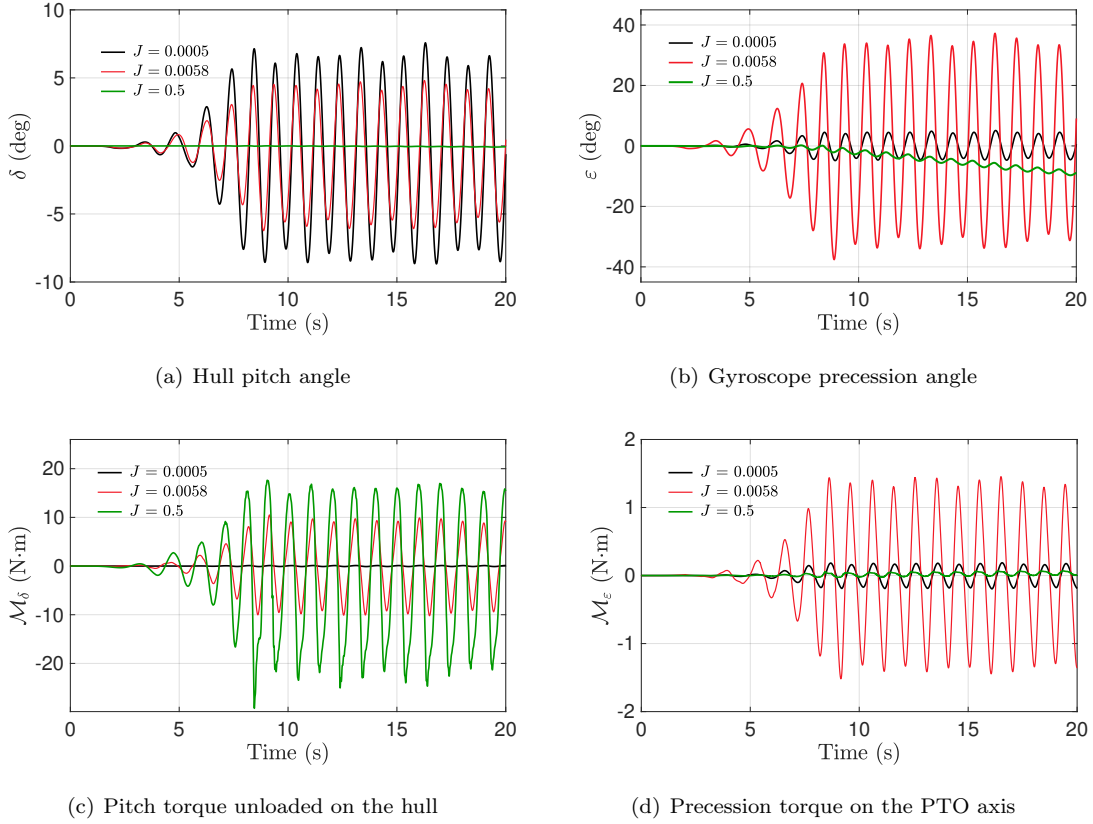 10
5
0
-5
-10
δ (deg)
J = 0.0005
J = 0.0058
J = 0.5
0 5 10 15 20
Time (s)
(a) Hull pitch angle
40
20
0
-20
-40
ε (deg)
J = 0.0005
J = 0.0058
J = 0.5
0 5 10 15 20
Time (s)
(b) Gyroscope precession angle
20
10
0
-10
-20
ℳδ (N·m)
J = 0.0005
J = 0.0058
J = 0.5
0 5 10 15 20
Time (s)
(c) Pitch torque unloaded on the hull
2
1
0
-1
-2
ℳε (N·m)
J = 0.0005
J = 0.0058
J = 0.5
0 5 10 15 20
Time (s)
(d) Precession torque on the PTO axis